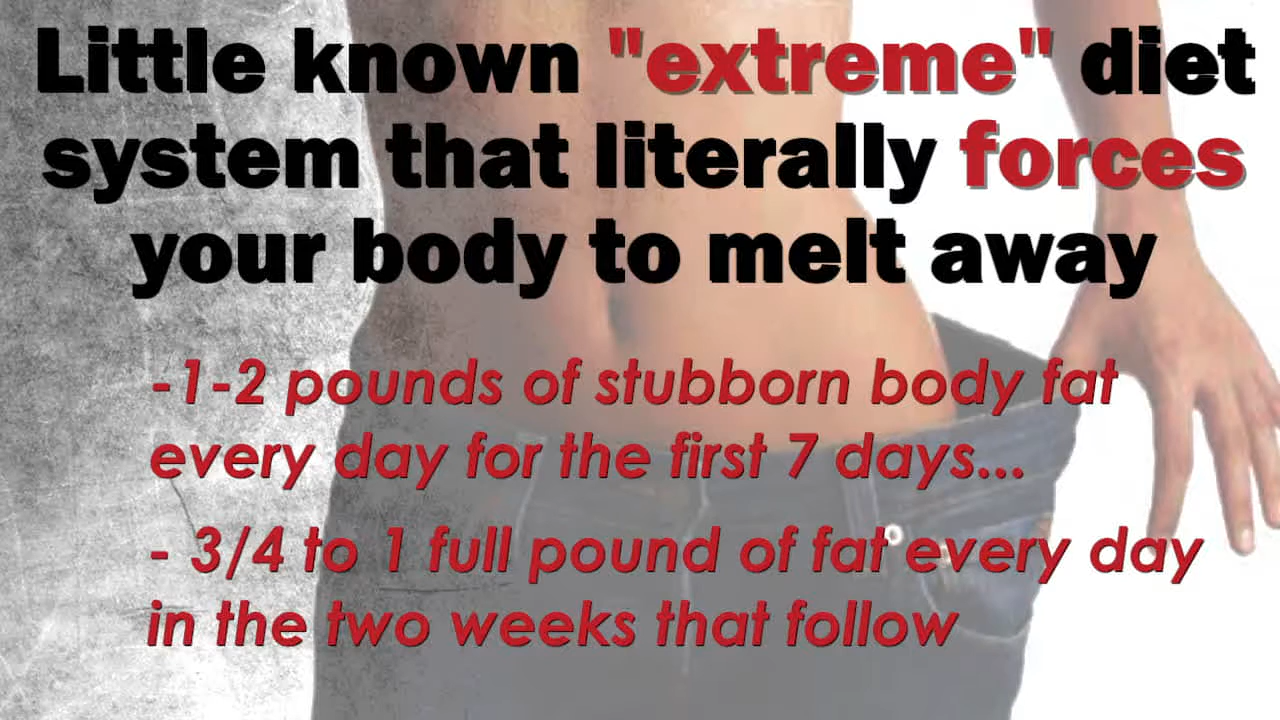 Little known "extreme" diet
system that literally forces
your body to melt away
-1-2 pounds of stubborn body fat
every day for the first 7 days...
- 3/4 to 1 full pound of fat every day
in the two weeks that follow